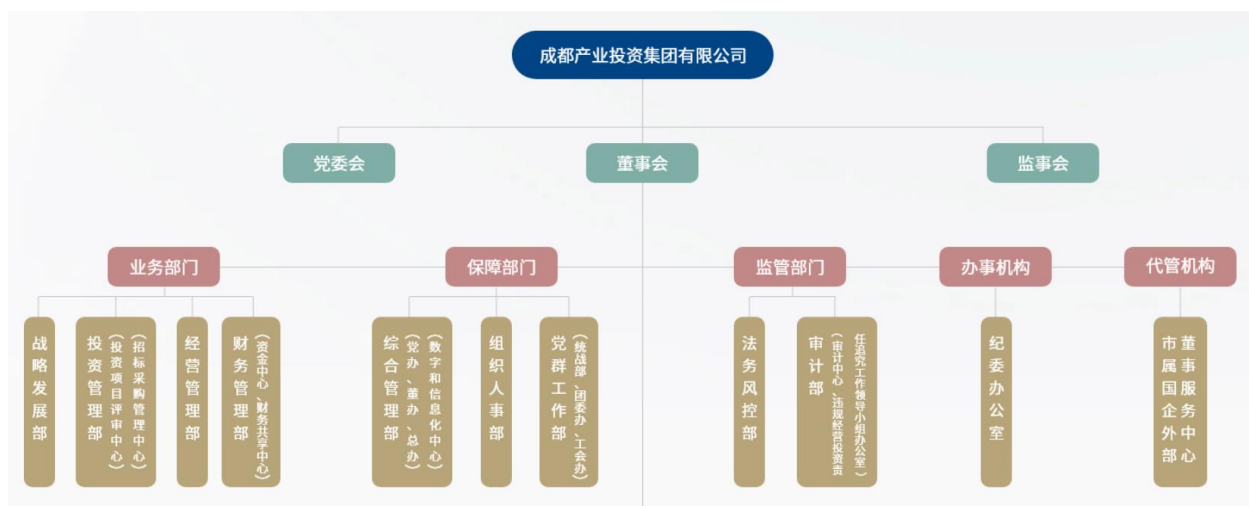 成都产业投资集团有限公司
党委会
董事会
监事会
业务部门
保障部门
监管部门
办事机构
代管机构
战略发展部
投资管理部
(投资项目评审中心)
(招标采购管理中心)
经营管理部
财务管理部
(资金中心、财务共享中心)
综合管理部
(党办、董办、总办)
(数字和信息化中心)
组织人事部
党群工作部
(统战部、团委办、工会办)
法务风控部
审计部
(审计中心、违规经营投资责
任追究工作领导小组办公室)
纪委办公室
市属国企外部
董事服务中心